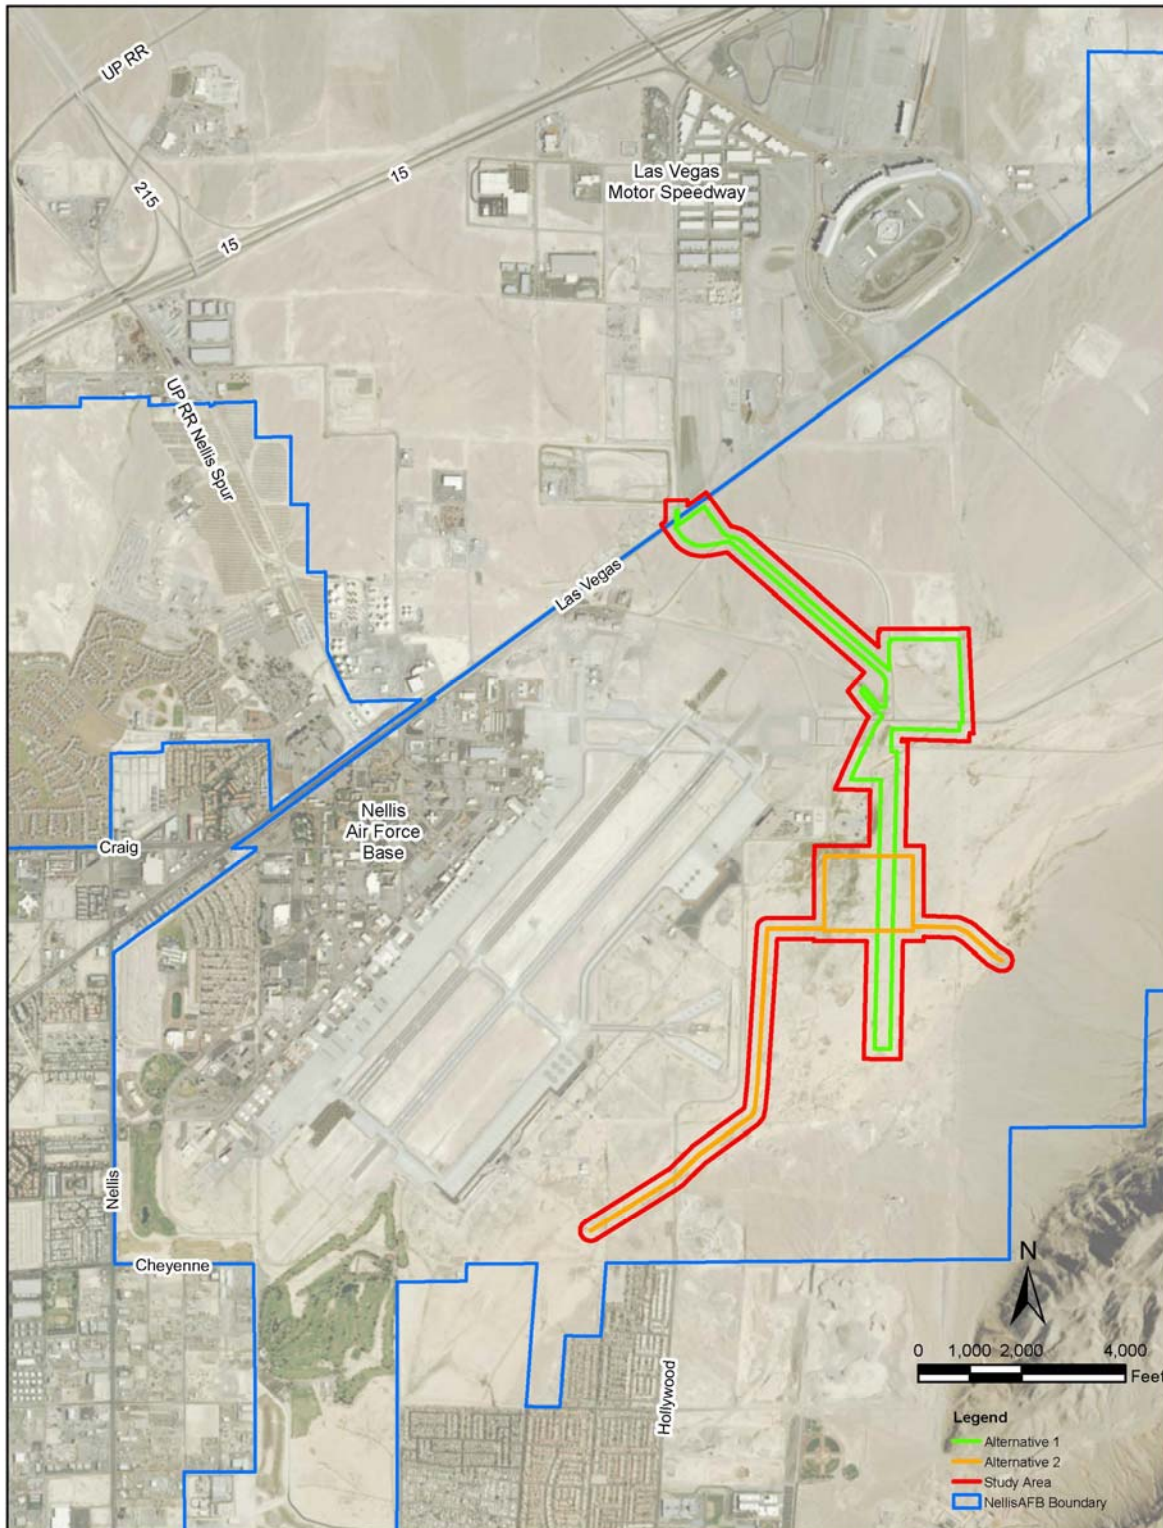 UP RR
215
15
15
Las Vegas
Motor Speedway
UP RR Nellis Spur
Las Vegas
Nellis
Air Force
Base
Craig
Nellis
Cheyenne
Hollywood
N
0 1,000 2,000 4,000
Feet
Legend
Alternative 1
Alternative 2
Study Area
NellisAFB Boundary